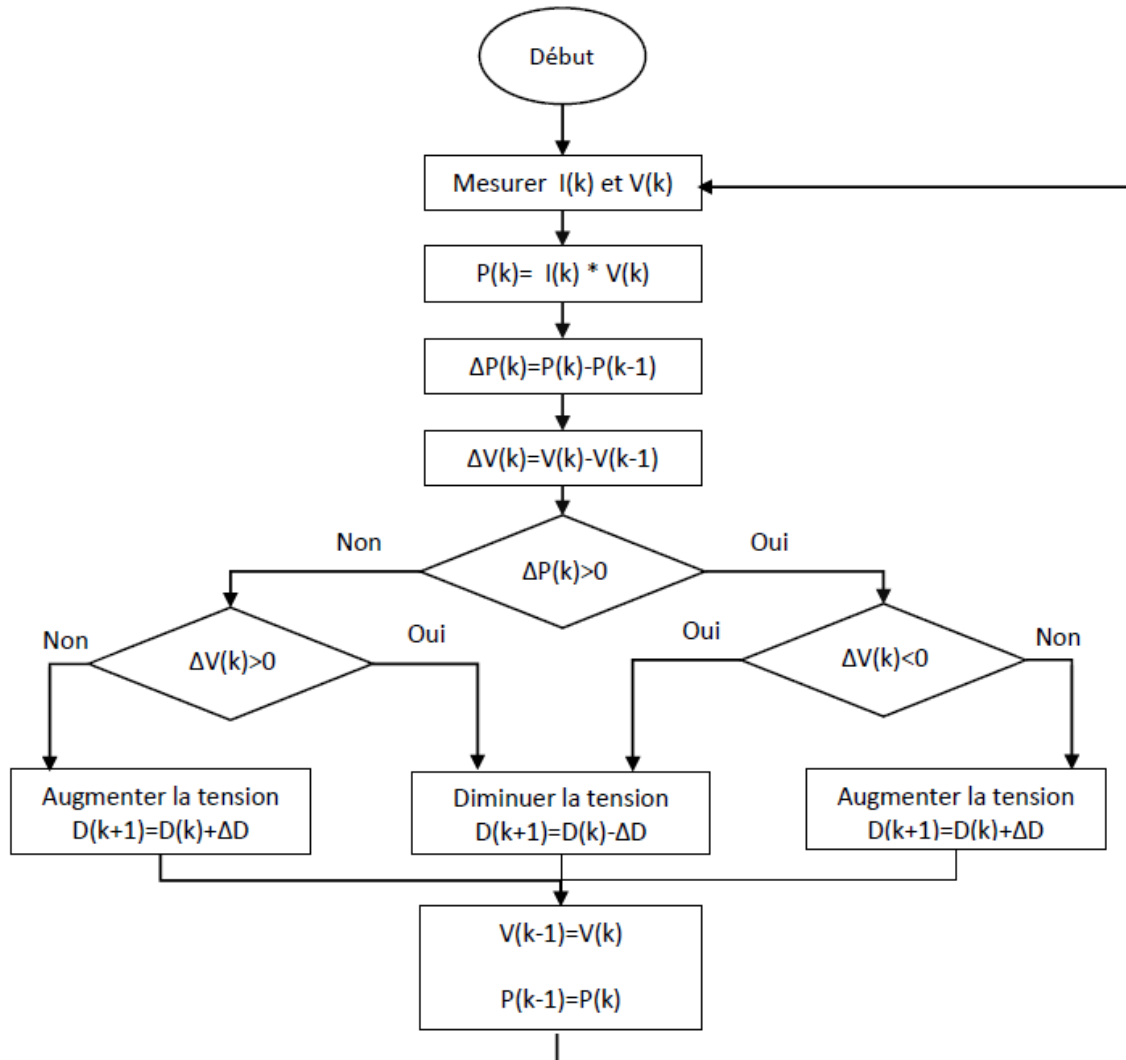 Début
Mesurer I(k) et V(k)
P(k)= I(k) * V(k)
ΔP(k)=P(k)-P(k-1)
ΔV(k)=V(k)-V(k-1)
Non
Oui
ΔP(k)>0
Non
Oui
Oui
Non
ΔV(k)>0
ΔV(k)<0
Augmenter la tension
D(k+1)=D(k)+ΔD
Diminuer la tension
D(k+1)=D(k)-ΔD
Augmenter la tension
D(k+1)=D(k)+ΔD
V(k-1)=V(k)
P(k-1)=P(k)